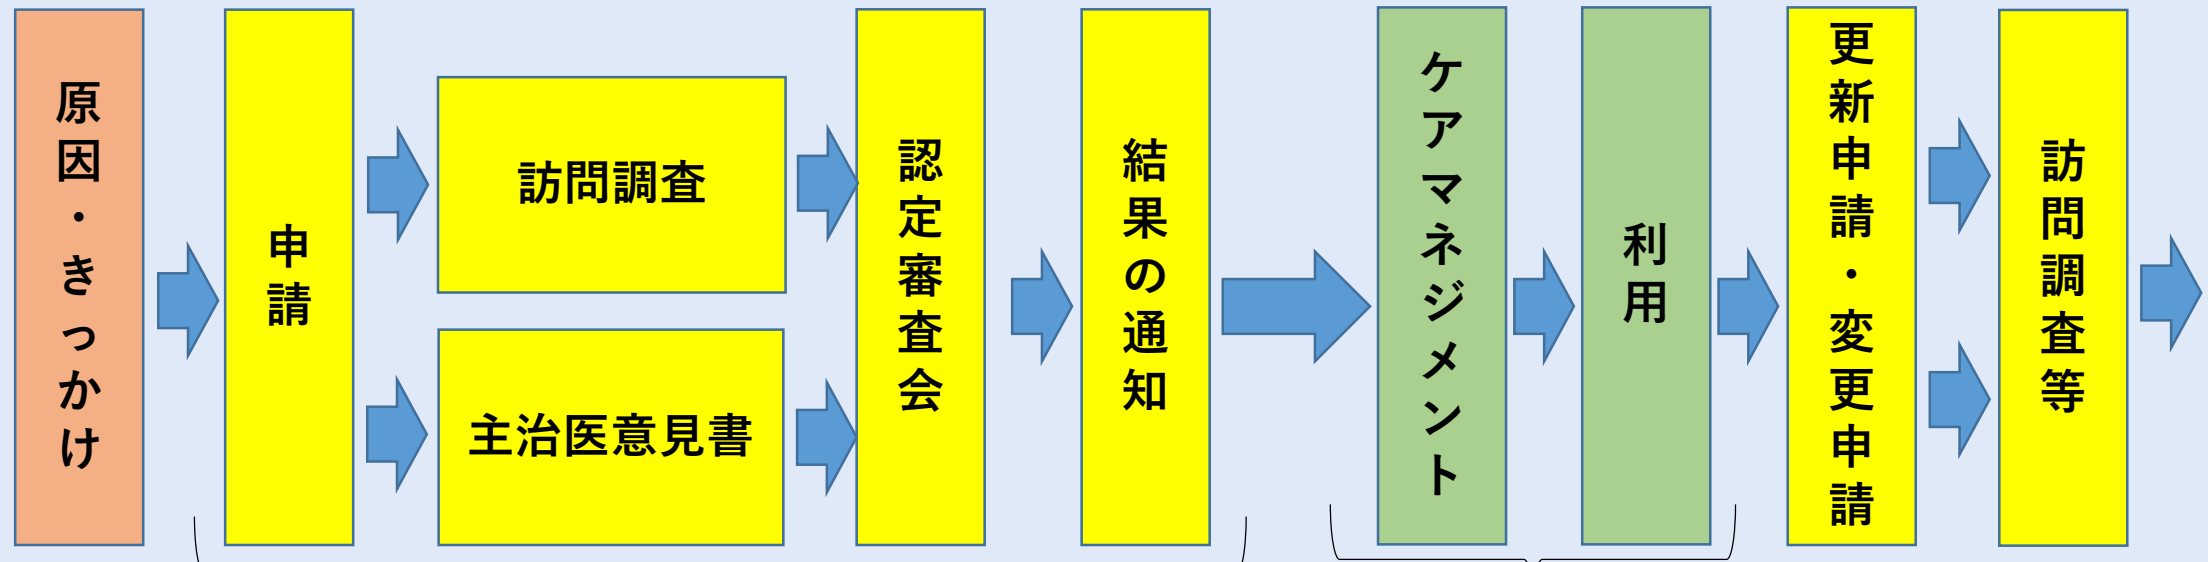 原因・きっかけ
申請
訪問調査
主治医意見書
認定審査会
結果の通知
ケアマネジメント
利用
更新申請・変更申請
訪問調査等